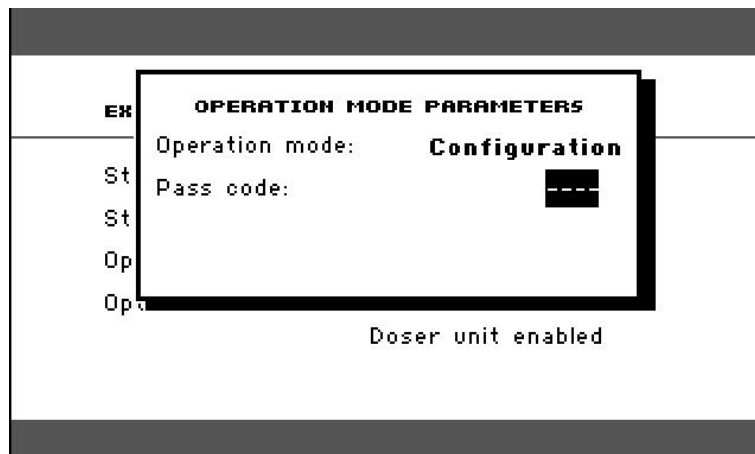 EX
OPERATION MODE PARAMETERS
Operation mode: Configuration
St
Pass code: ----
St
Op
Op
Doser unit enabled